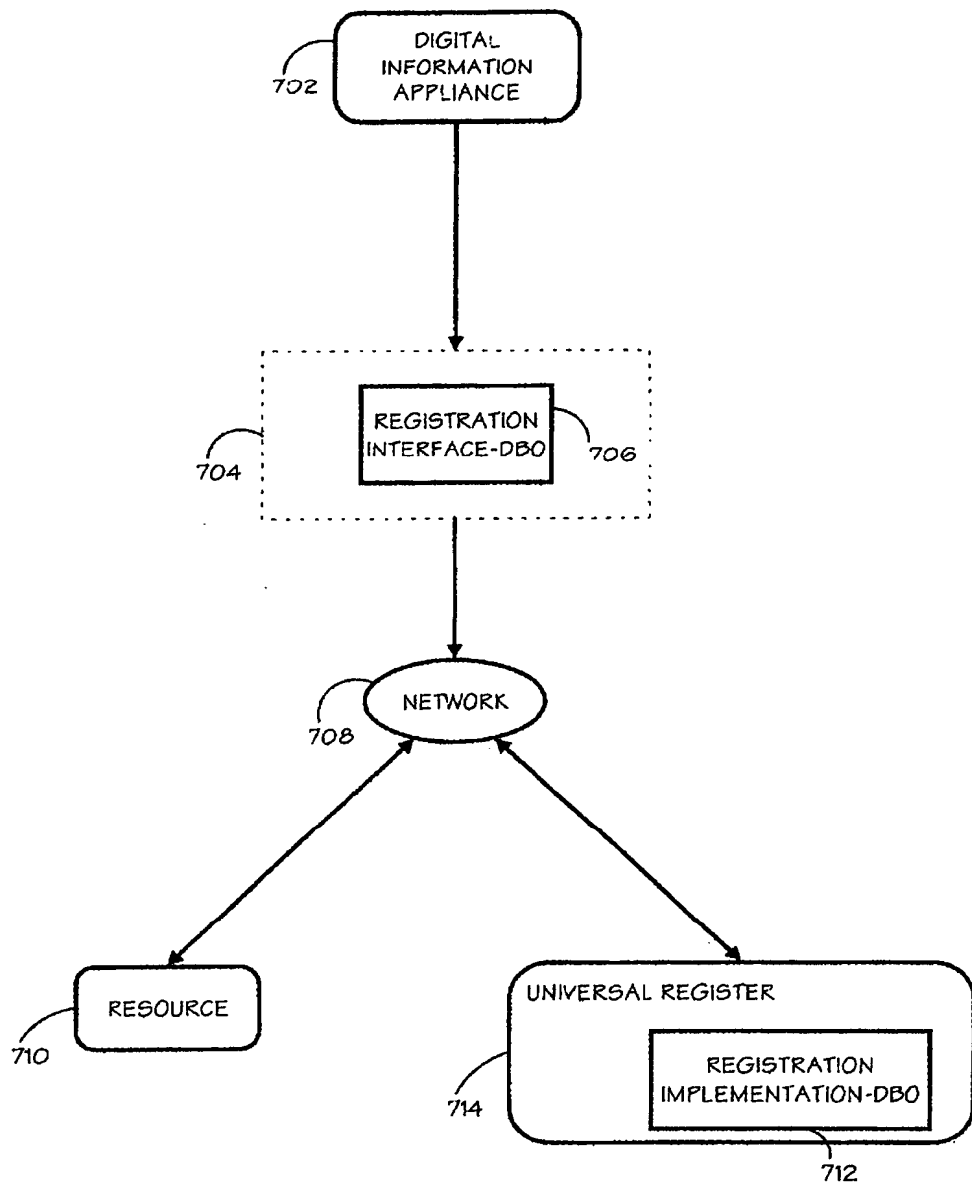 DIGITAL
INFORMATION
APPLIANCE
702
REGISTRATION
INTERFACE-DBO
706
704
NETWORK
708
RESOURCE
710
UNIVERSAL REGISTER
REGISTRATION
IMPLEMENTATION-DBO
714
712